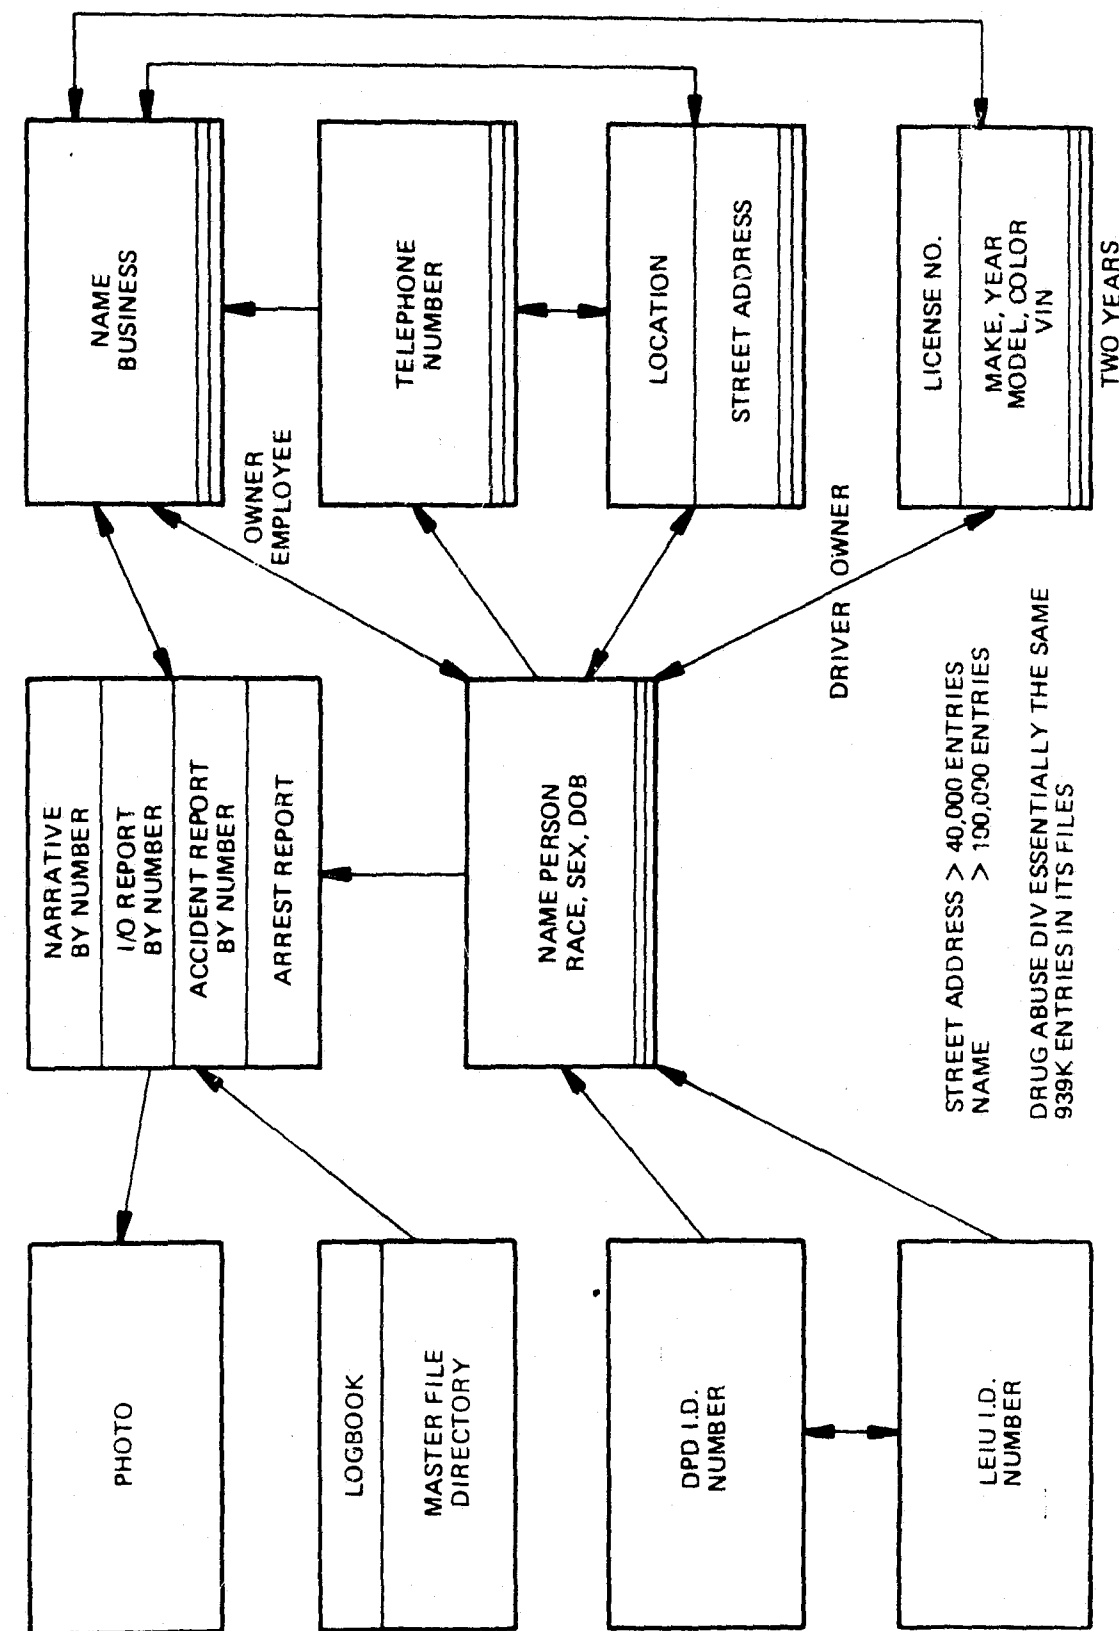 PHOTO
NARRATIVE
BY NUMBER
I/O REPORT
BY NUMBER
ACCIDENT REPORT
BY NUMBER
ARREST REPORT
NAME
BUSINESS
OWNER
EMPLOYEE
LOGBOOK
MASTER FILE
DIRECTORY
TELEPHONE
NUMBER
NAME PERSON
RACE, SEX, DOB
DPD I.D.
NUMBER
LOCATION
STREET ADDRESS
DRIVER OWNER
LEIU I.D.
NUMBER
LICENSE NO.
MAKE, YEAR
MODEL, COLOR
VIN
TWO YEARS
STREET ADDRESS > 40,000 ENTRIES
NAME > 100,000 ENTRIES
DRUG ABUSE DIV ESSENTIALLY THE SAME
939K ENTRIES IN ITS FILES